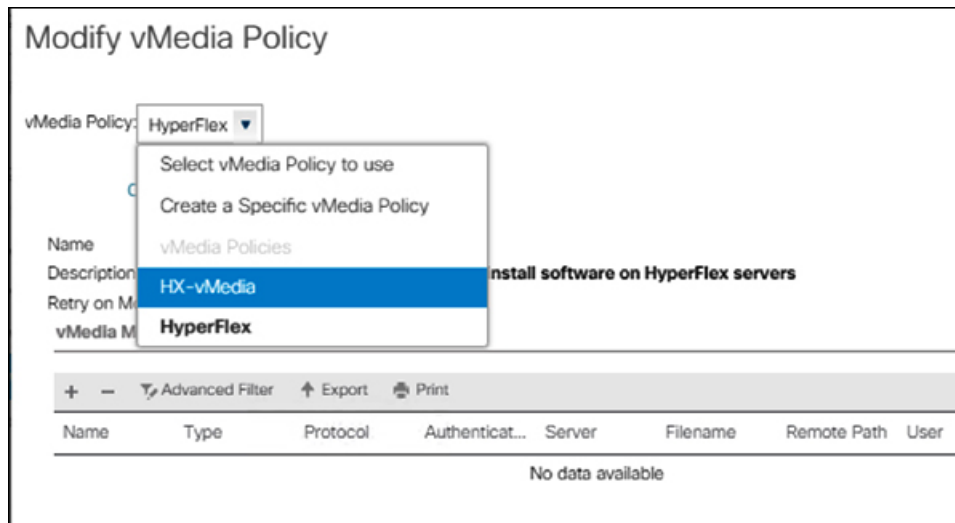 Modify vMedia Policy
vMedia Policy: HyperFlex
Select vMedia Policy to use
Create a Specific vMedia Policy
vMedia Policies
Name
Description nstall software on HyperFlex servers
HX-vMedia
Retry on M
vMedia M
HyperFlex
+ − Advanced Filter Export Print
Name Type Protocol Authenticat... Server Filename Remote Path User
No data available